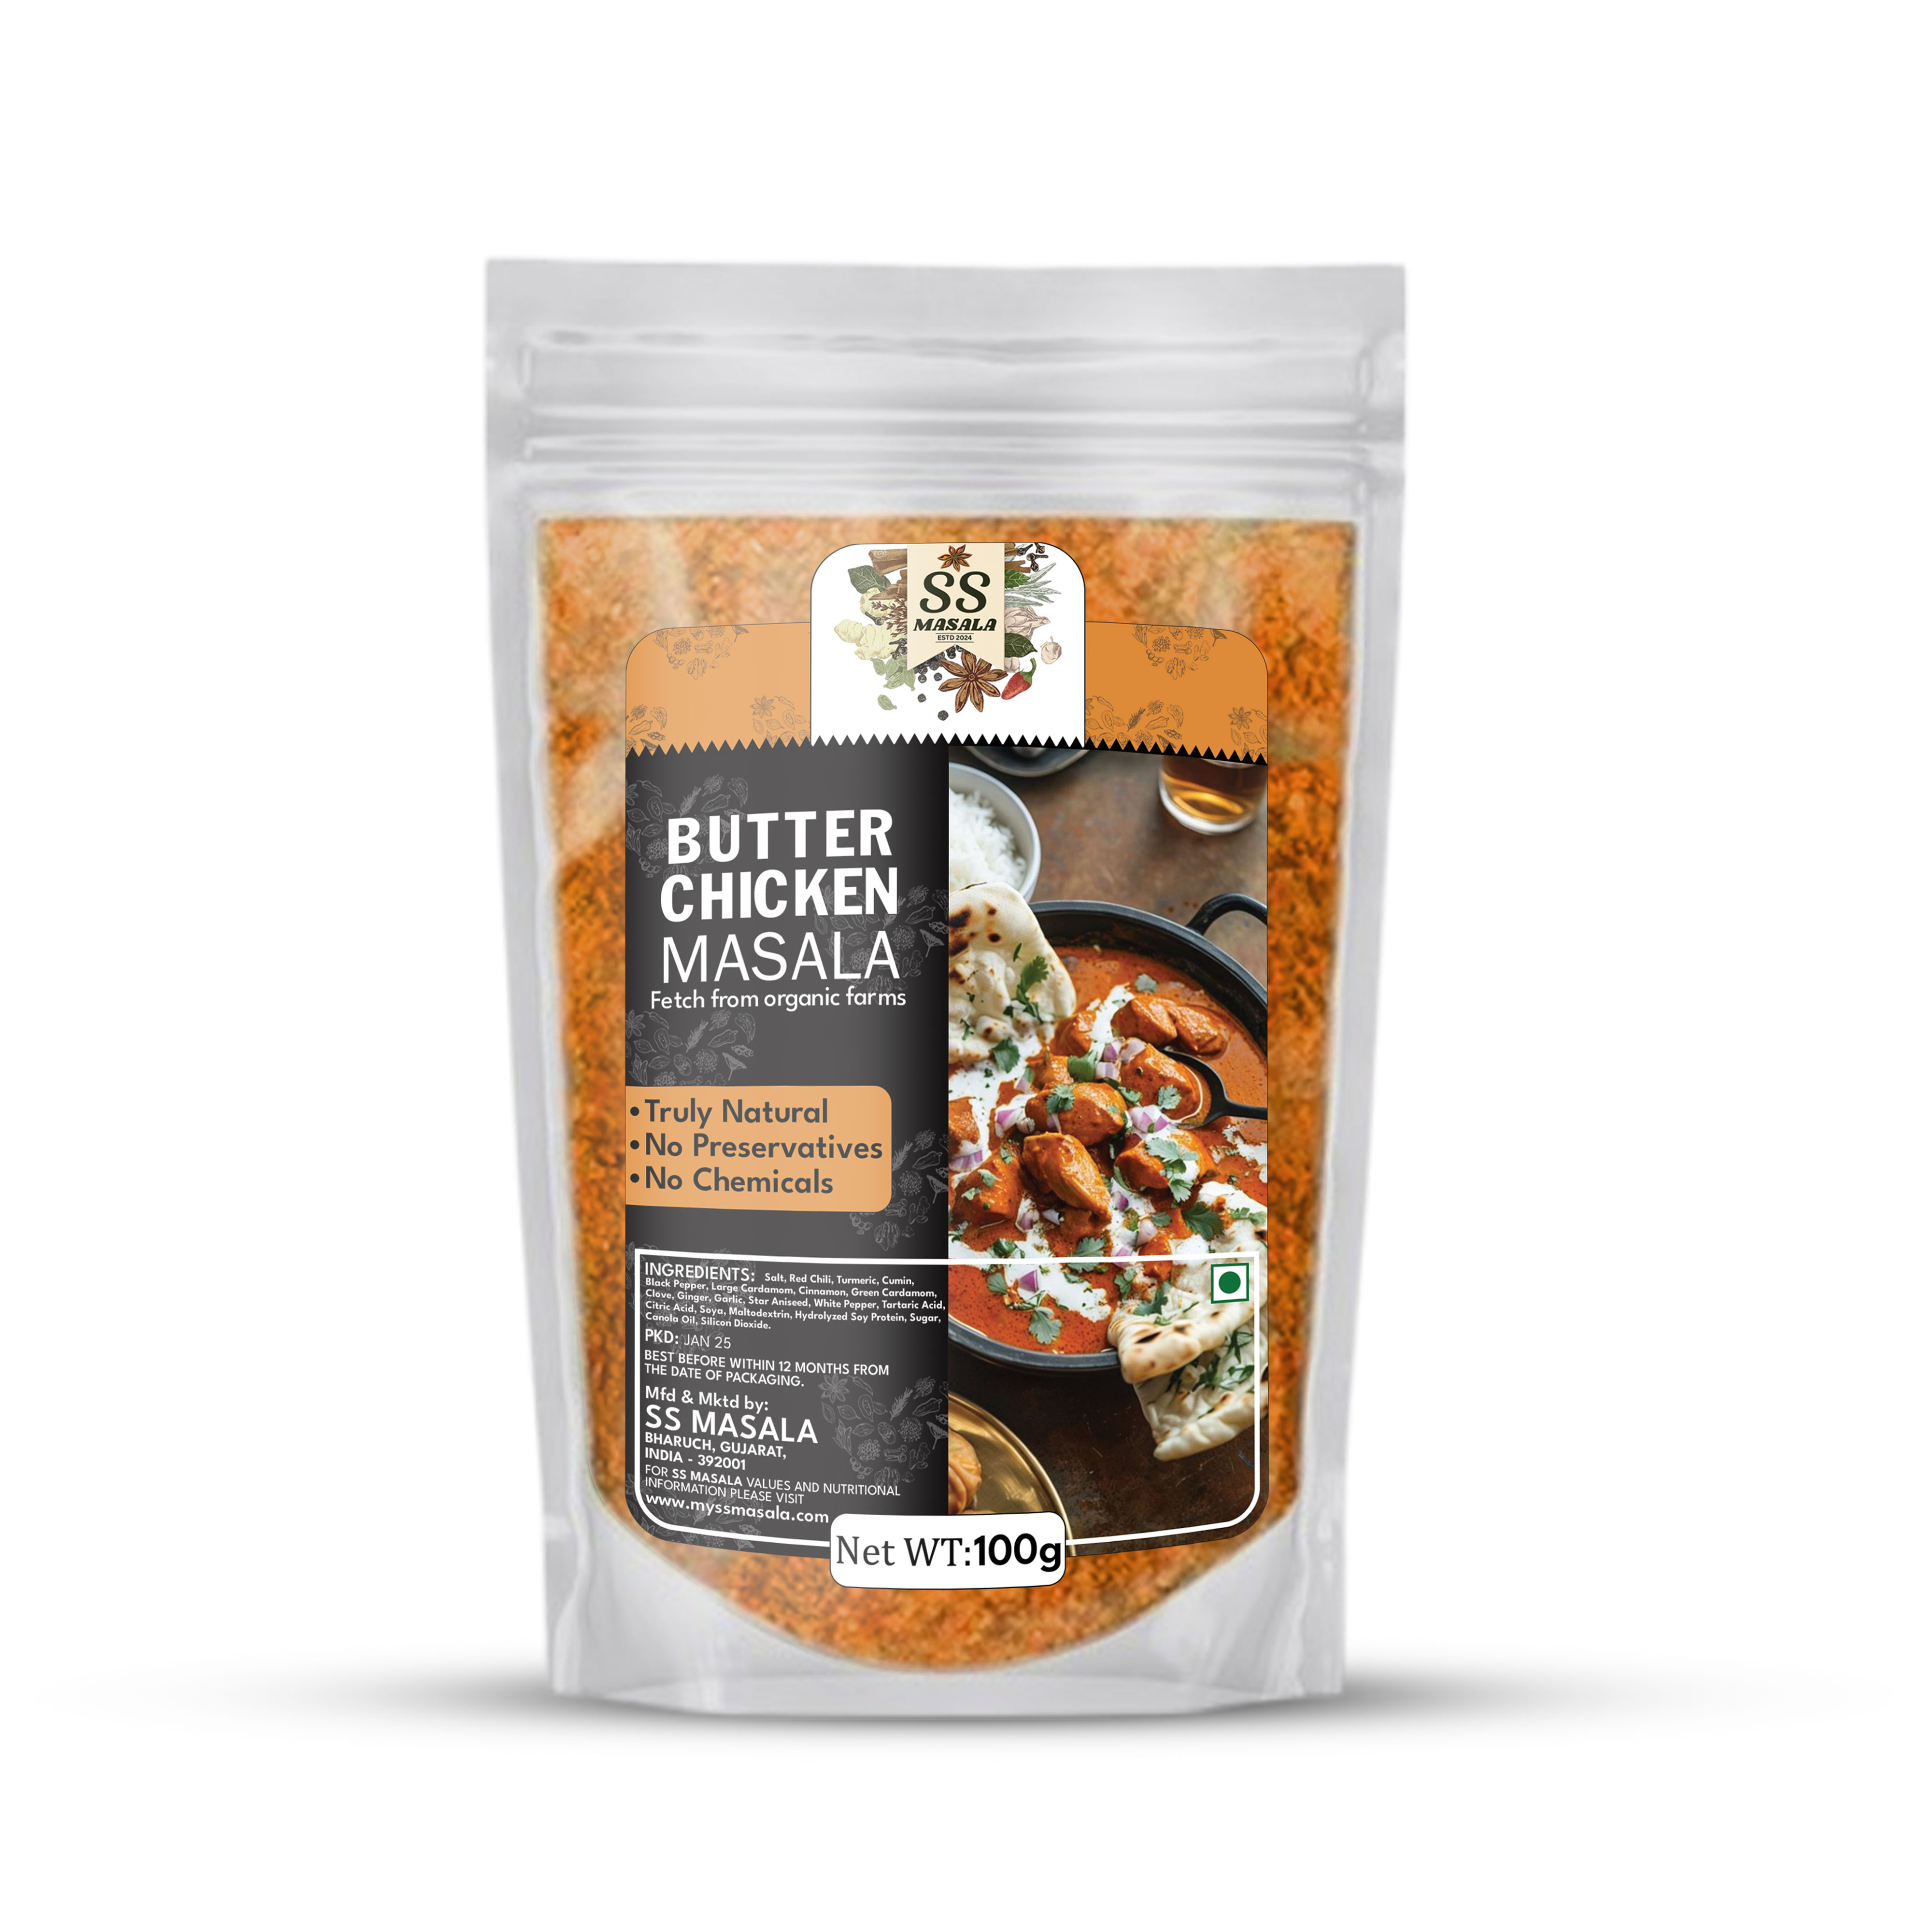 SS
MASALA
ESTD 2024
BUTTER
CHICKEN
MASALA
Fetch from organic farms
•Truly Natural
•No Preservatives
•No Chemicals
INGREDIENTS: Salt, Red Chili, Turmeric, Cumin,
Black Pepper, Large Cardamom, Cinnamon, Green Cardamom,
Clove, Ginger, Garlic, Star Aniseed, White Pepper, Tartaric Acid,
Citric Acid, Soya, Maltodextrin, Hydrolyzed Soy Protein, Sugar,
Canola Oil, Silicon Dioxide.
PKD: JAN 25
BEST BEFORE WITHIN 12 MONTHS FROM
THE DATE OF PACKAGING.
Mfd & Mktd by:
SS MASALA
BHARUCH, GUJARAT,
INDIA - 392001
FOR SS MASALA VALUES AND NUTRITIONAL
INFORMATION PLEASE VISIT
www.myssmasala.com
Net WT:100g